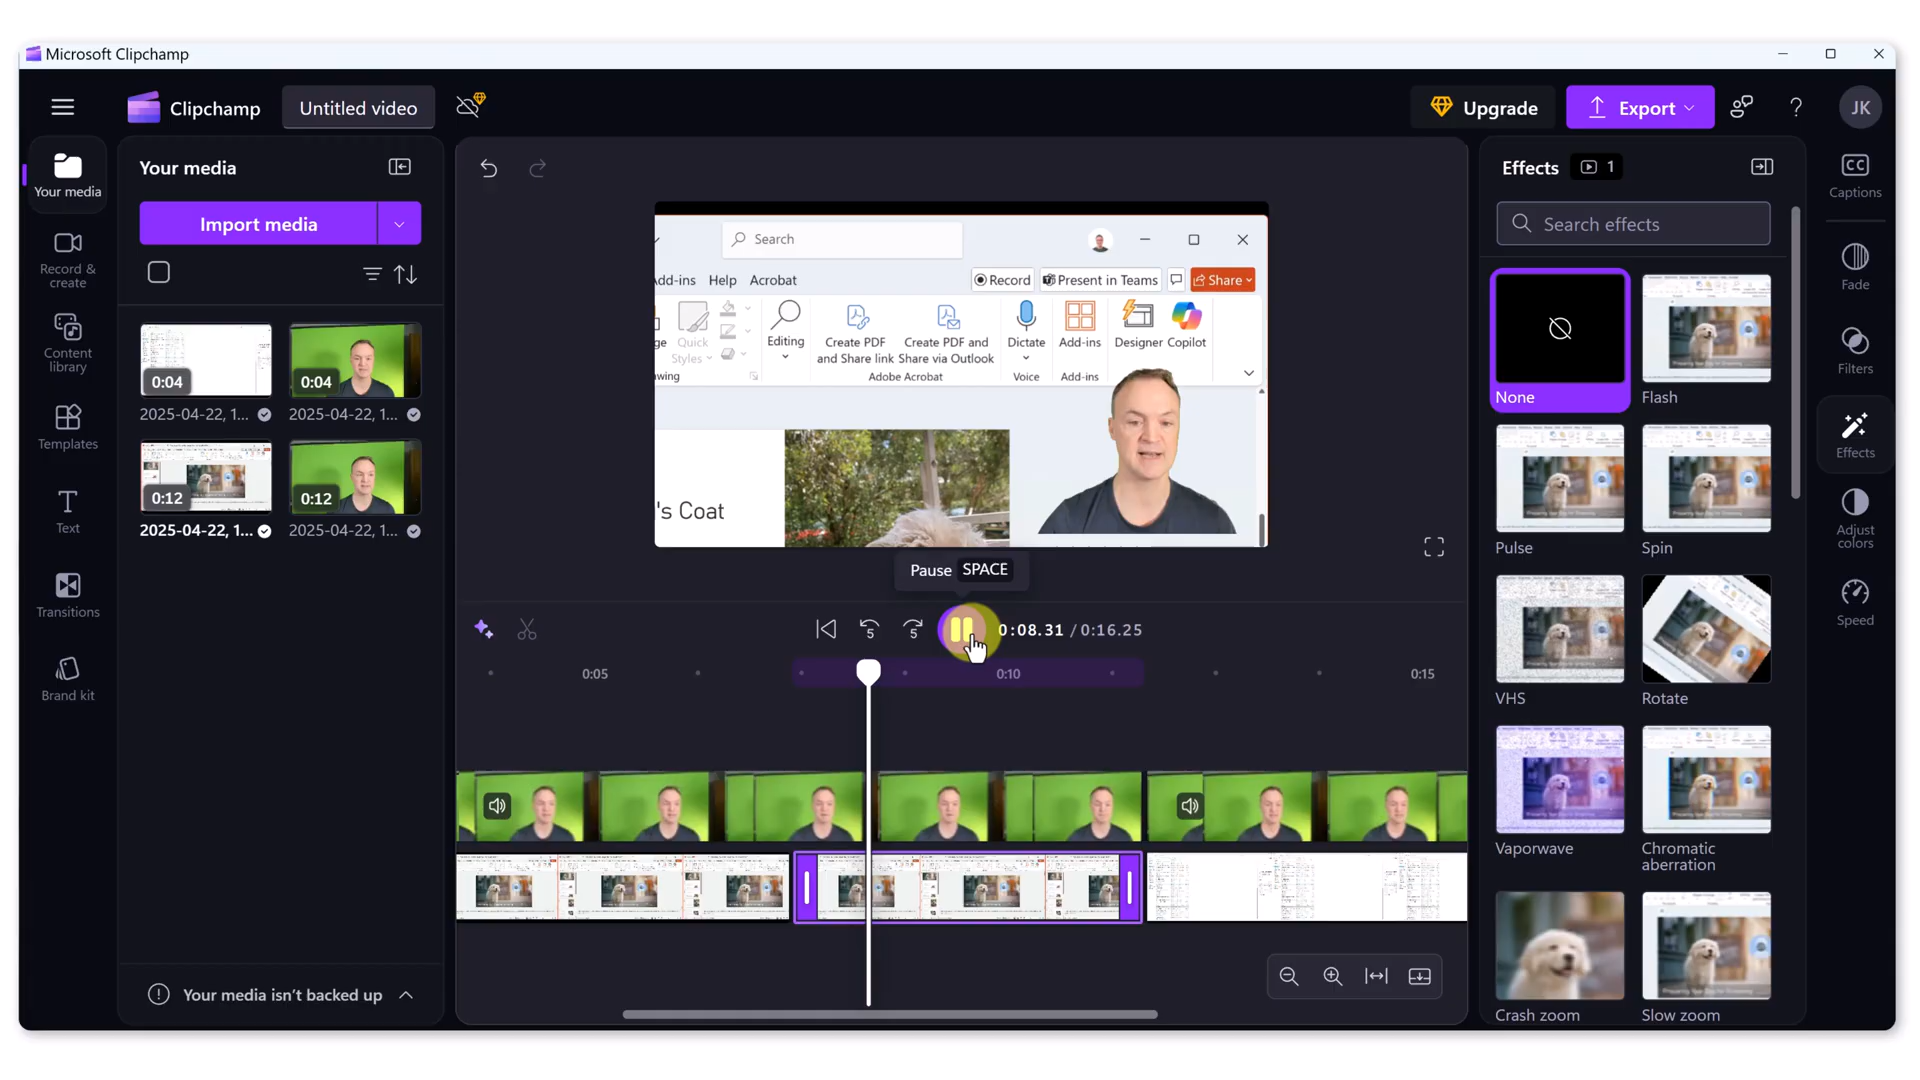 Microsoft Clipchamp
Clipchamp
Untitled video
Upgrade
Export
?
JK
Your media
Record &
create
Content
library
Templates
Text
Transitions
Brand kit
Your media
Import media
0:04
0:04
2025-04-22, 1...
2025-04-22, 1...
0:12
0:12
2025-04-22, 1...
2025-04-22, 1...
Your media isn't backed up
Search
Add-ins Help Acrobat
Record
Present in Teams
Share
ge
Quick
Styles
wing
Editing
Create PDF
and Share link
Create PDF and
Share via Outlook
Adobe Acrobat
Dictate
Voice
Add-ins
Add-ins
Designer
Copilot
's Coat
Pause SPACE
5
5
0:08.31 / 0:16.25
0:05
0:10
0:15
Effects
1
Search effects
None
Flash
Pulse
Spin
VHS
Rotate
Vaporwave
Chromatic
aberration
Crash zoom
Slow zoom
CC
Captions
Fade
Filters
Effects
Adjust
colors
Speed